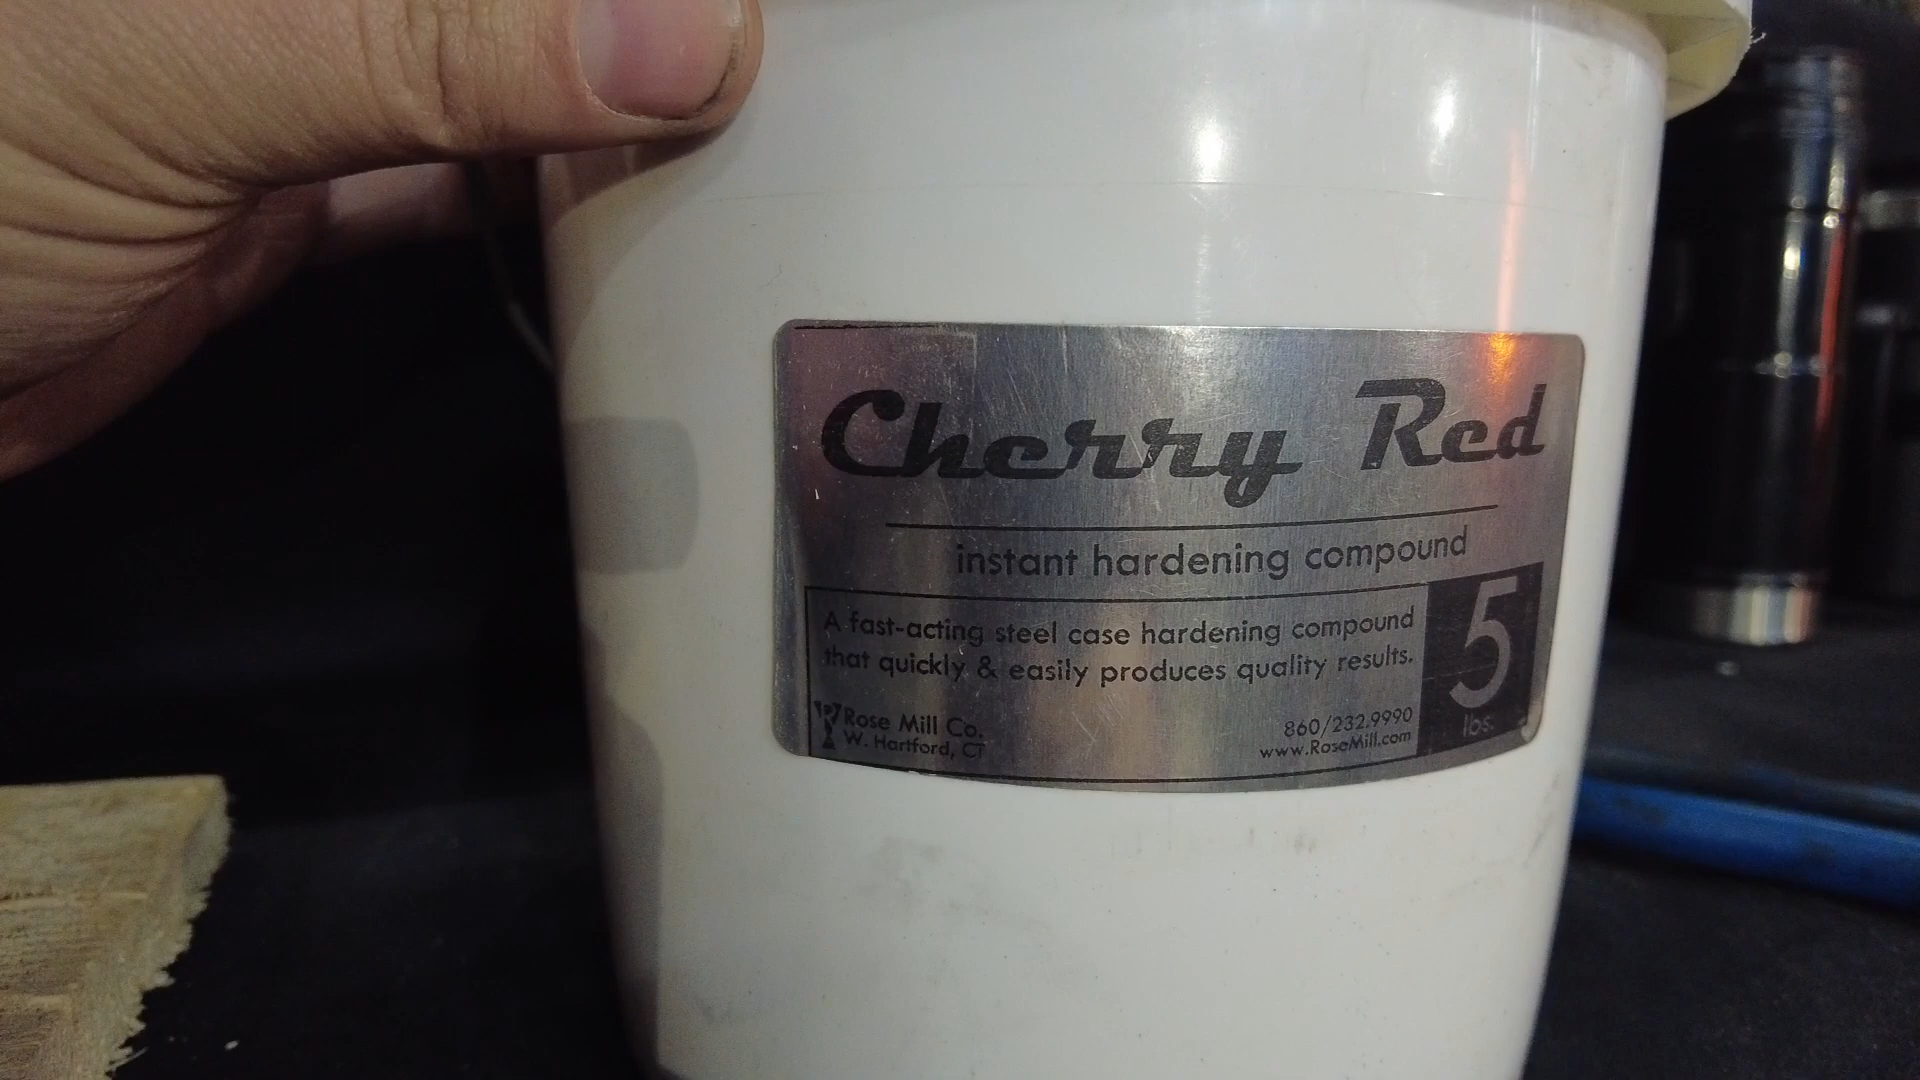 Cherry Red
instant hardening compound
A fast-acting steel case hardening compound
that quickly & easily produces quality results.
5
lbs.
Rose Mill Co.
W. Hartford, CT
860/232.9990
www.RoseMill.com